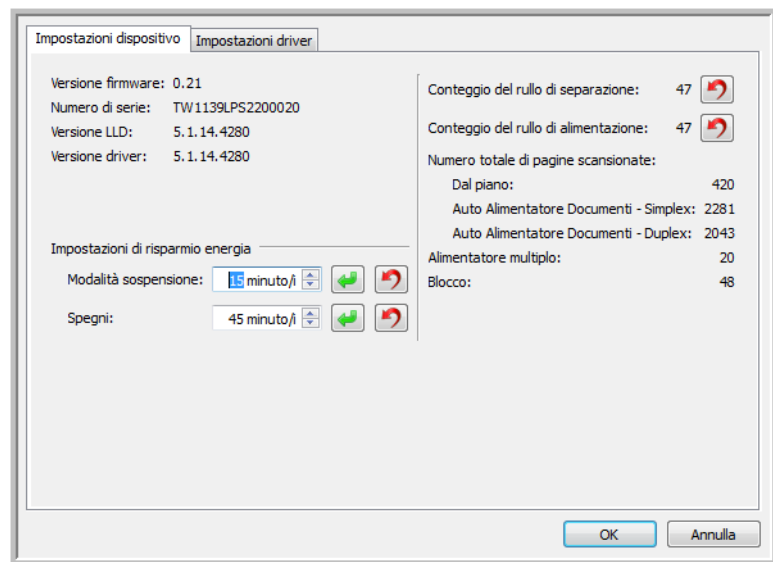 Impostazioni dispositivo
Impostazioni driver
Versione firmware: 0.21
Numero di serie: TW1139LPS2200020
Versione LLD: 5.1.14.4280
Versione driver: 5.1.14.4280
Impostazioni di risparmio energia
Modalità sospensione: 15 minuto/i
Spegni: 45 minuto/i
Conteggio del rullo di separazione: 47
Conteggio del rullo di alimentazione: 47
Numero totale di pagine scansionate:
Dal piano: 420
Auto Alimentatore Documenti - Simplex: 2281
Auto Alimentatore Documenti - Duplex: 2043
Alimentatore multiplo: 20
Blocco: 48
OK
Annulla